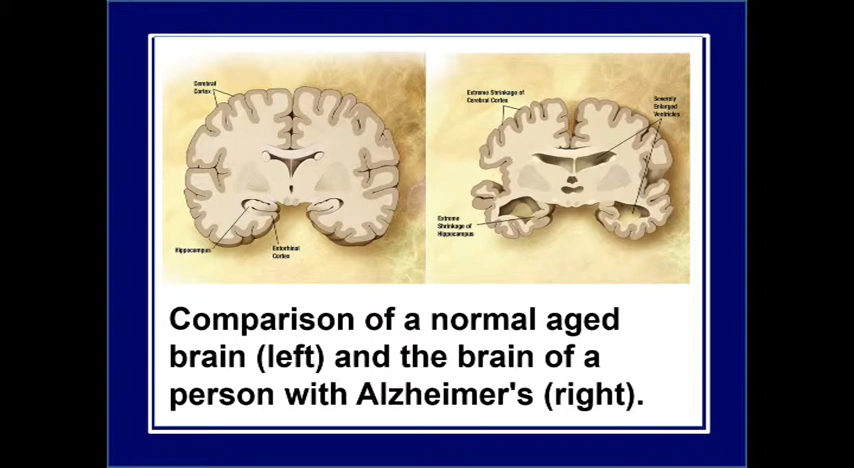 Cerebral
Cortex
Hippocampus
Entorhinal
Cortex
Extreme Shrinkage of
Cerebral Cortex
Severely
Enlarged
Ventricles
Extreme
Shrinkage of
Hippocampus
Comparison of a normal aged
brain (left) and the brain of a
person with Alzheimer's (right).